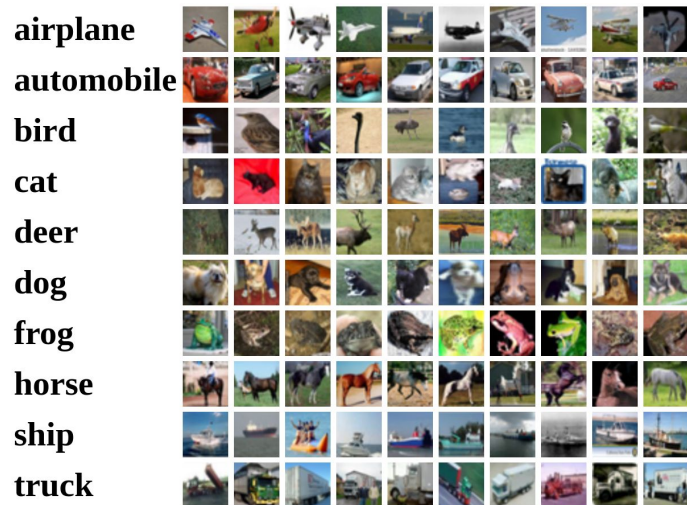 airplane
automobile
bird
cat
deer
dog
frog
horse
ship
truck